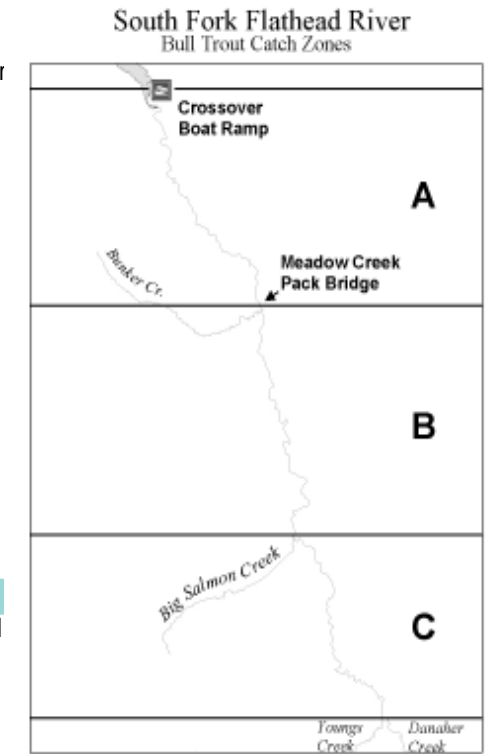 South Fork Flathead River
Bull Trout Catch Zones
Crossover
Boat Ramp
A
Bunker Cr.
Meadow Creek
Pack Bridge
B
Big Salmon Creek
C
Youngs
Creek
Danaher
Creek